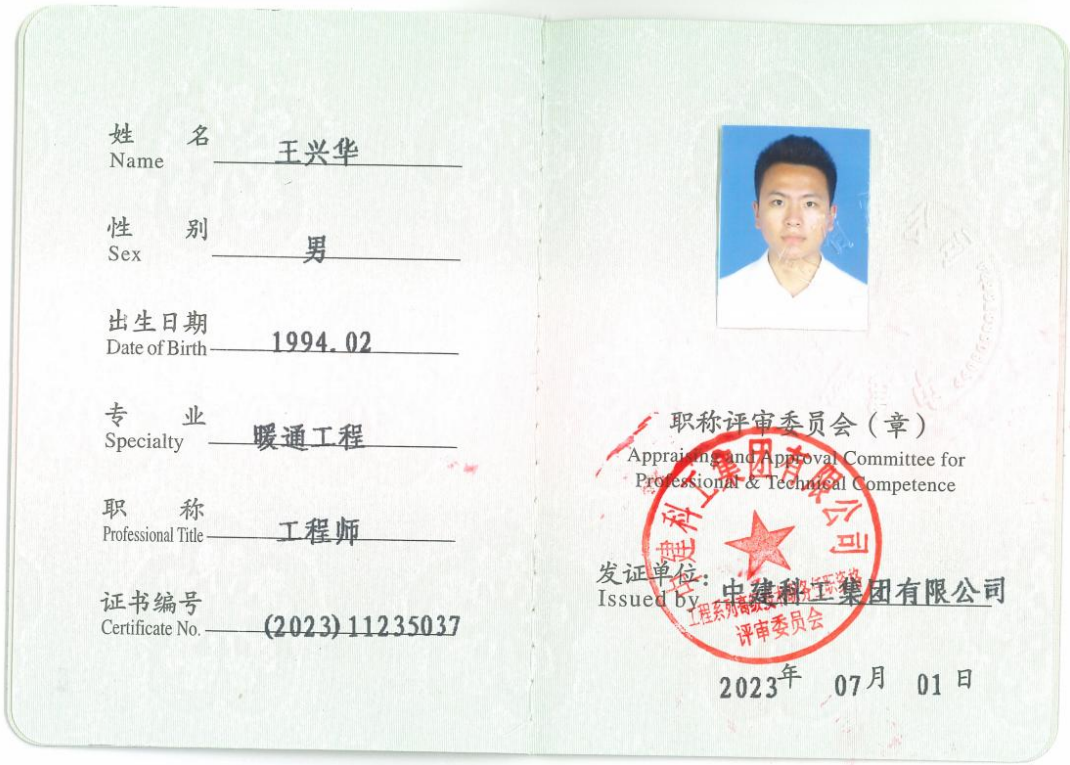 姓 名 王兴华
Name
性 别 男
Sex
出生日期 1994.02
Date of Birth
专 业 暖通工程
Specialty
职 称 工程师
Professional Title
证书编号 (2023)11235037
Certificate No.
职称评审委员会(章)
Appraising and Approval Committee for
Professional & Technical Competence
中建科工集团有限公司
发证单位: 中建科工集团有限公司
Issued by
评审委员会
2023年 07月 01日